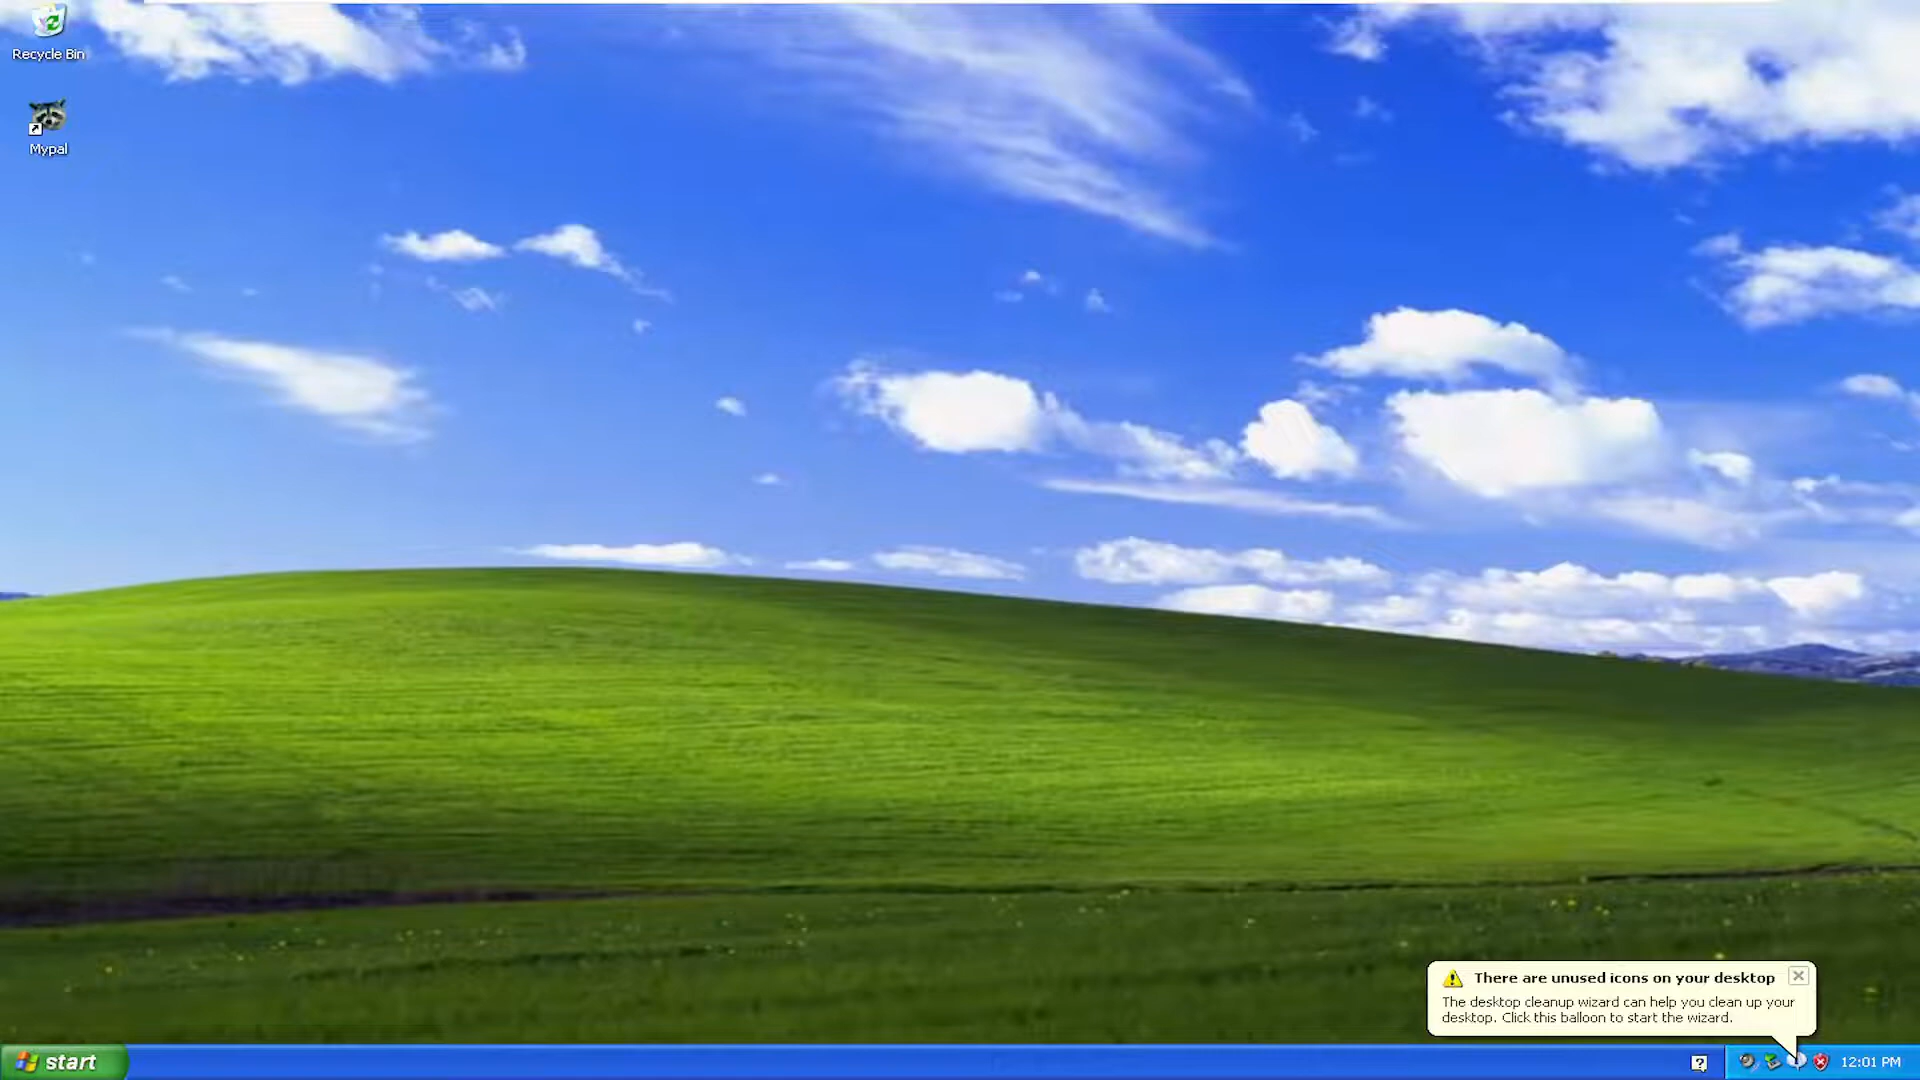 Recycle Bin
Mypal
There are unused icons on your desktop
The desktop cleanup wizard can help you clean up your
desktop. Click this balloon to start the wizard.
start
?
12:01 PM